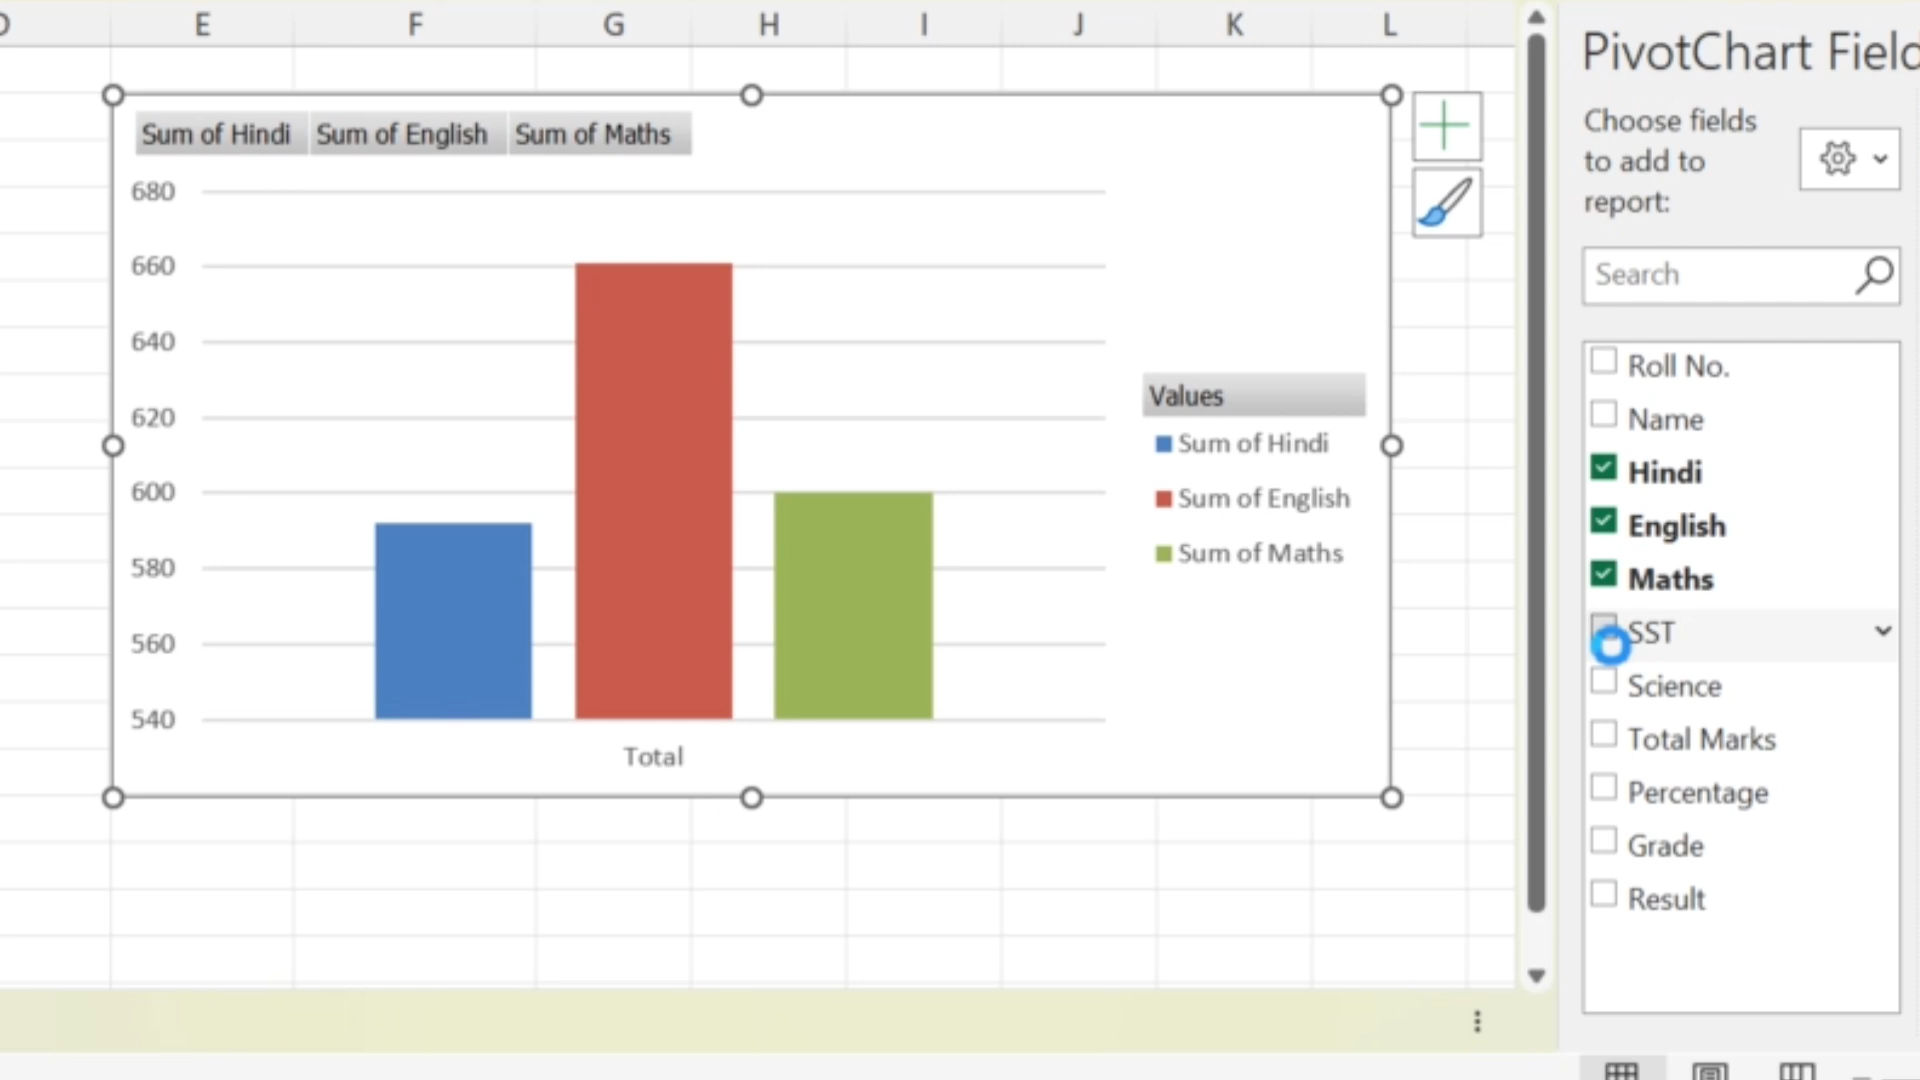 E F G H I J K L
PivotChart Field
Choose fields
to add to
report:
Search
Sum of Hindi Sum of English Sum of Maths
680
660
640
620
600
580
560
540
Total
Values
Sum of Hindi
Sum of English
Sum of Maths
Roll No.
Name
Hindi
English
Maths
SST
Science
Total Marks
Percentage
Grade
Result